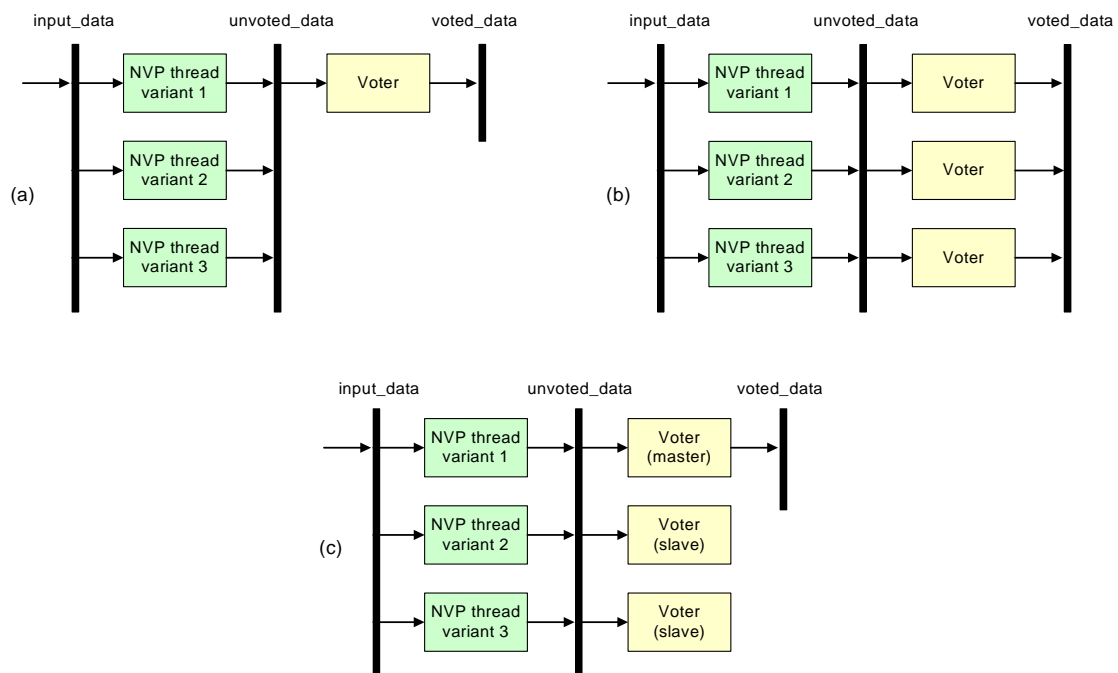 input_data
unvoted_data
voted_data
NVP thread
variant 1
Voter
NVP thread
variant 2
NVP thread
variant 3
(a)
input_data
unvoted_data
voted_data
NVP thread
variant 1
Voter
NVP thread
variant 2
Voter
NVP thread
variant 3
Voter
(b)
input_data
unvoted_data
voted_data
NVP thread
variant 1
Voter
(master)
NVP thread
variant 2
Voter
(slave)
NVP thread
variant 3
Voter
(slave)
(c)